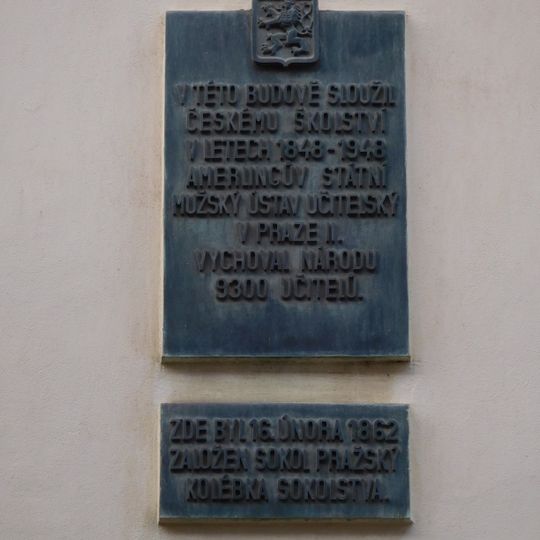 V TÉTO BUDOVĚ SLOUŽIL
ČESKÉMU ŠKOLSTVÍ
V LETECH 1848-1948
AMERLINGŮV STÁTNÍ
MUŽSKÝ ÚSTAV UČITELSKÝ
V PRAZE II.
VYCHOVAL NÁRODU
9300 UČITELŮ.
ZDE BYL 16. ÚNORA 1862
ZALOŽEN SOKOL PRAŽSKÝ
KOLÉBKA SOKOLSTVA.